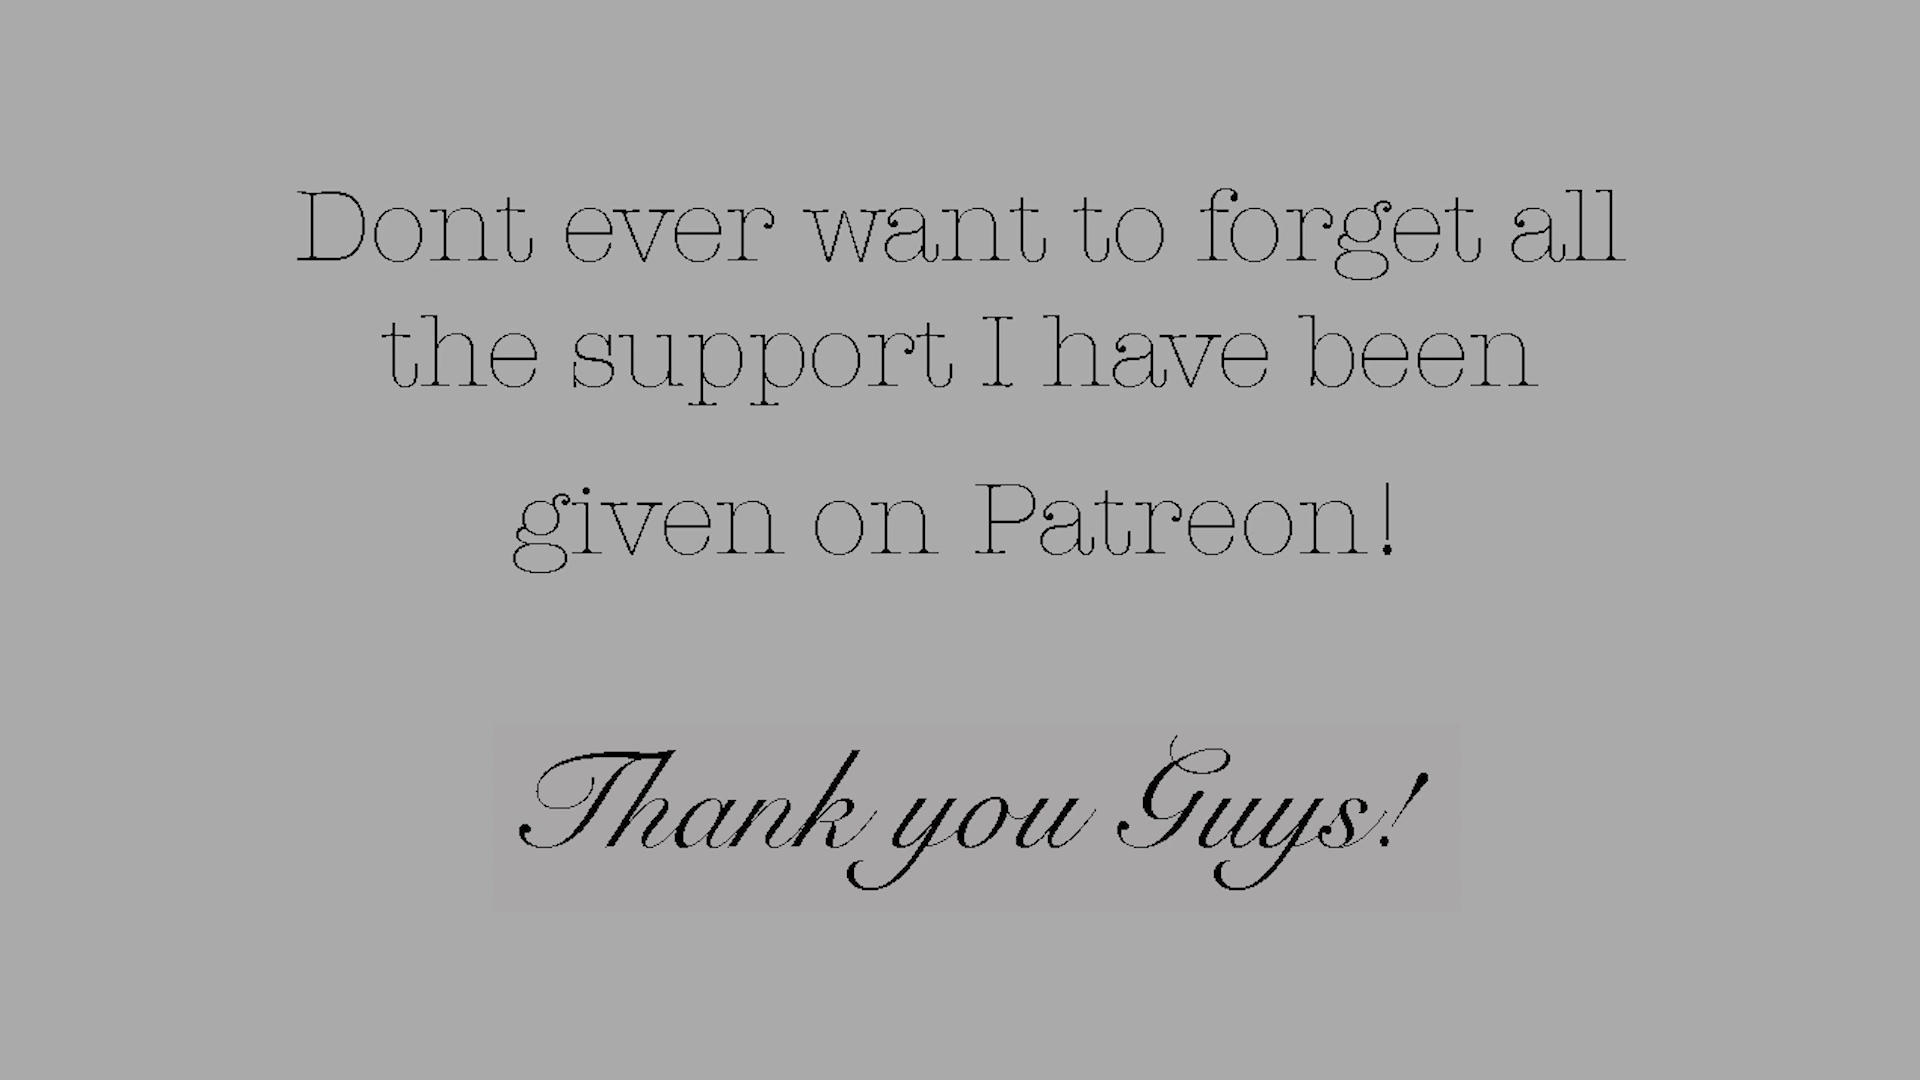 Dont ever want to forget all
the support I have been
given on Patreon!
Thank you Guys!